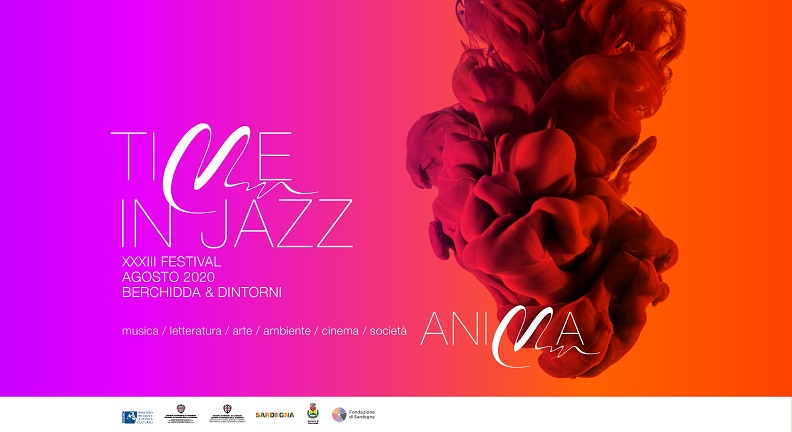 TIME
IN JAZZ
XXXIII FESTIVAL
AGOSTO 2020
BERCHIDDA & DINTORNI
musica / letteratura / arte / ambiente / cinema / società
ANIMA
SARDEGNA
Fondazione
di Sardegna